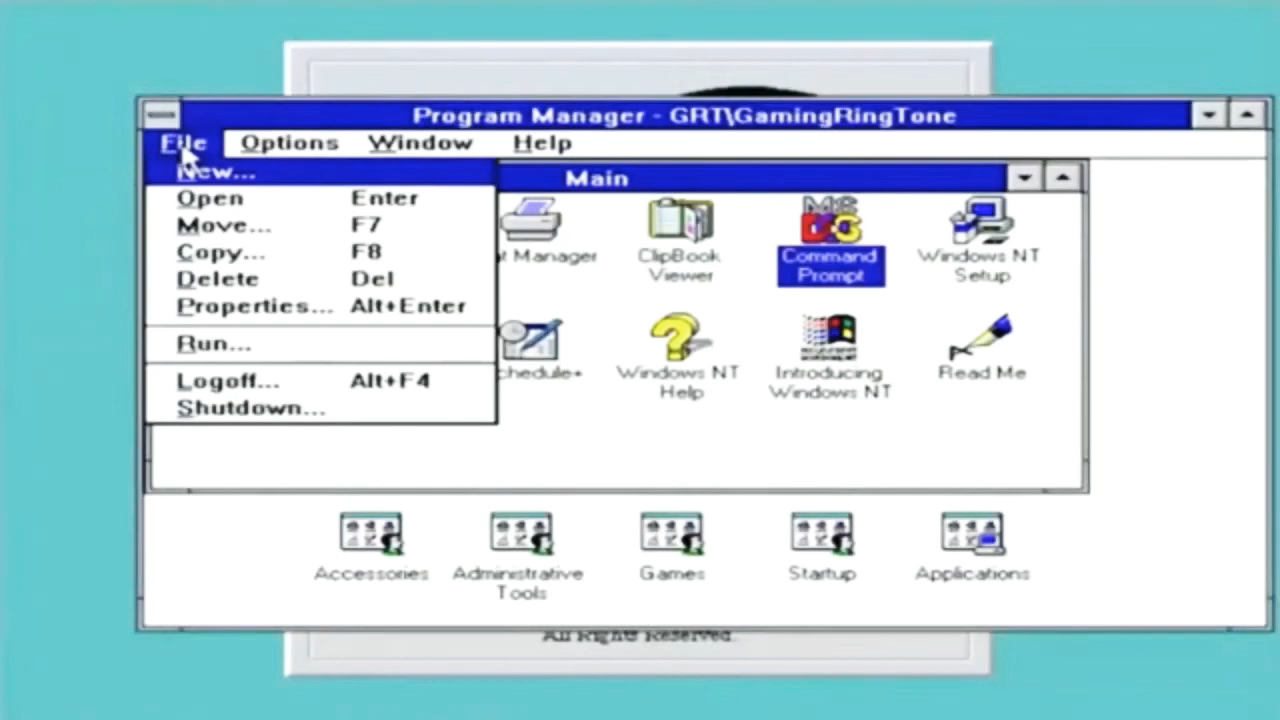 Program Manager - GRT\GamingRingTone
File Options Window Help
New...
Open Enter
Move... F7
Copy... F8
Delete Del
Properties... Alt+Enter
Run...
Logoff... Alt+F4
Shutdown...
Main
Manager
ClipBook
Viewer
Command
Prompt
Windows NT
Setup
chedule+
Windows NT
Help
Introducing
Windows NT
Read Me
Accessories
Administrative
Tools
Games
Startup
Applications
All Rights Reserved.